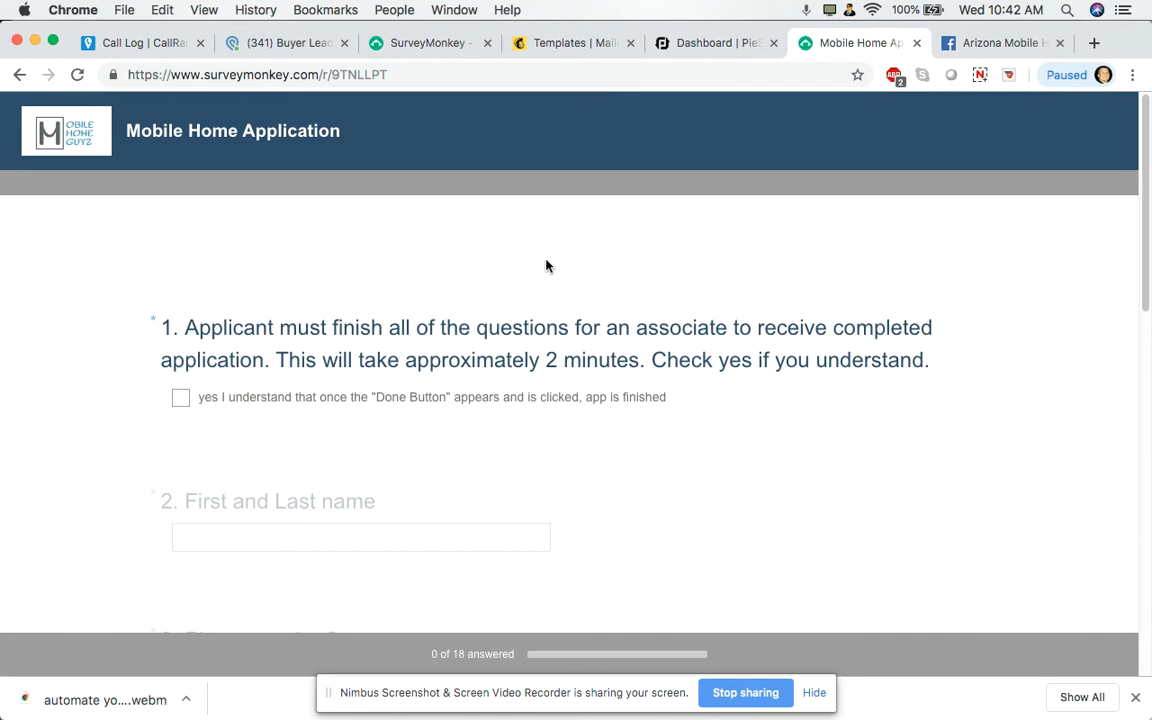 Chrome File Edit View History Bookmarks People Window Help 100% Wed 10:42 AM
Call Log | CallRai (341) Buyer Lead SurveyMonkey - Templates | Mail Dashboard | PieS Mobile Home Ap Arizona Mobile H
https://www.surveymonkey.com/r/9TNLLPT ABP 2 N Paused
M OBILE HOME GUYZ
Mobile Home Application
* 1. Applicant must finish all of the questions for an associate to receive completed
application. This will take approximately 2 minutes. Check yes if you understand.
yes I understand that once the "Done Button" appears and is clicked, app is finished
* 2. First and Last name
0 of 18 answered
automate yo....webm
Nimbus Screenshot & Screen Video Recorder is sharing your screen. Stop sharing Hide
Show All